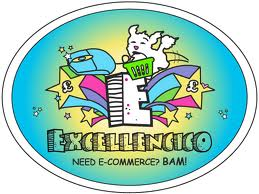 £ E £
EXCELLENCICO
NEED E-COMMERCE? BAM!